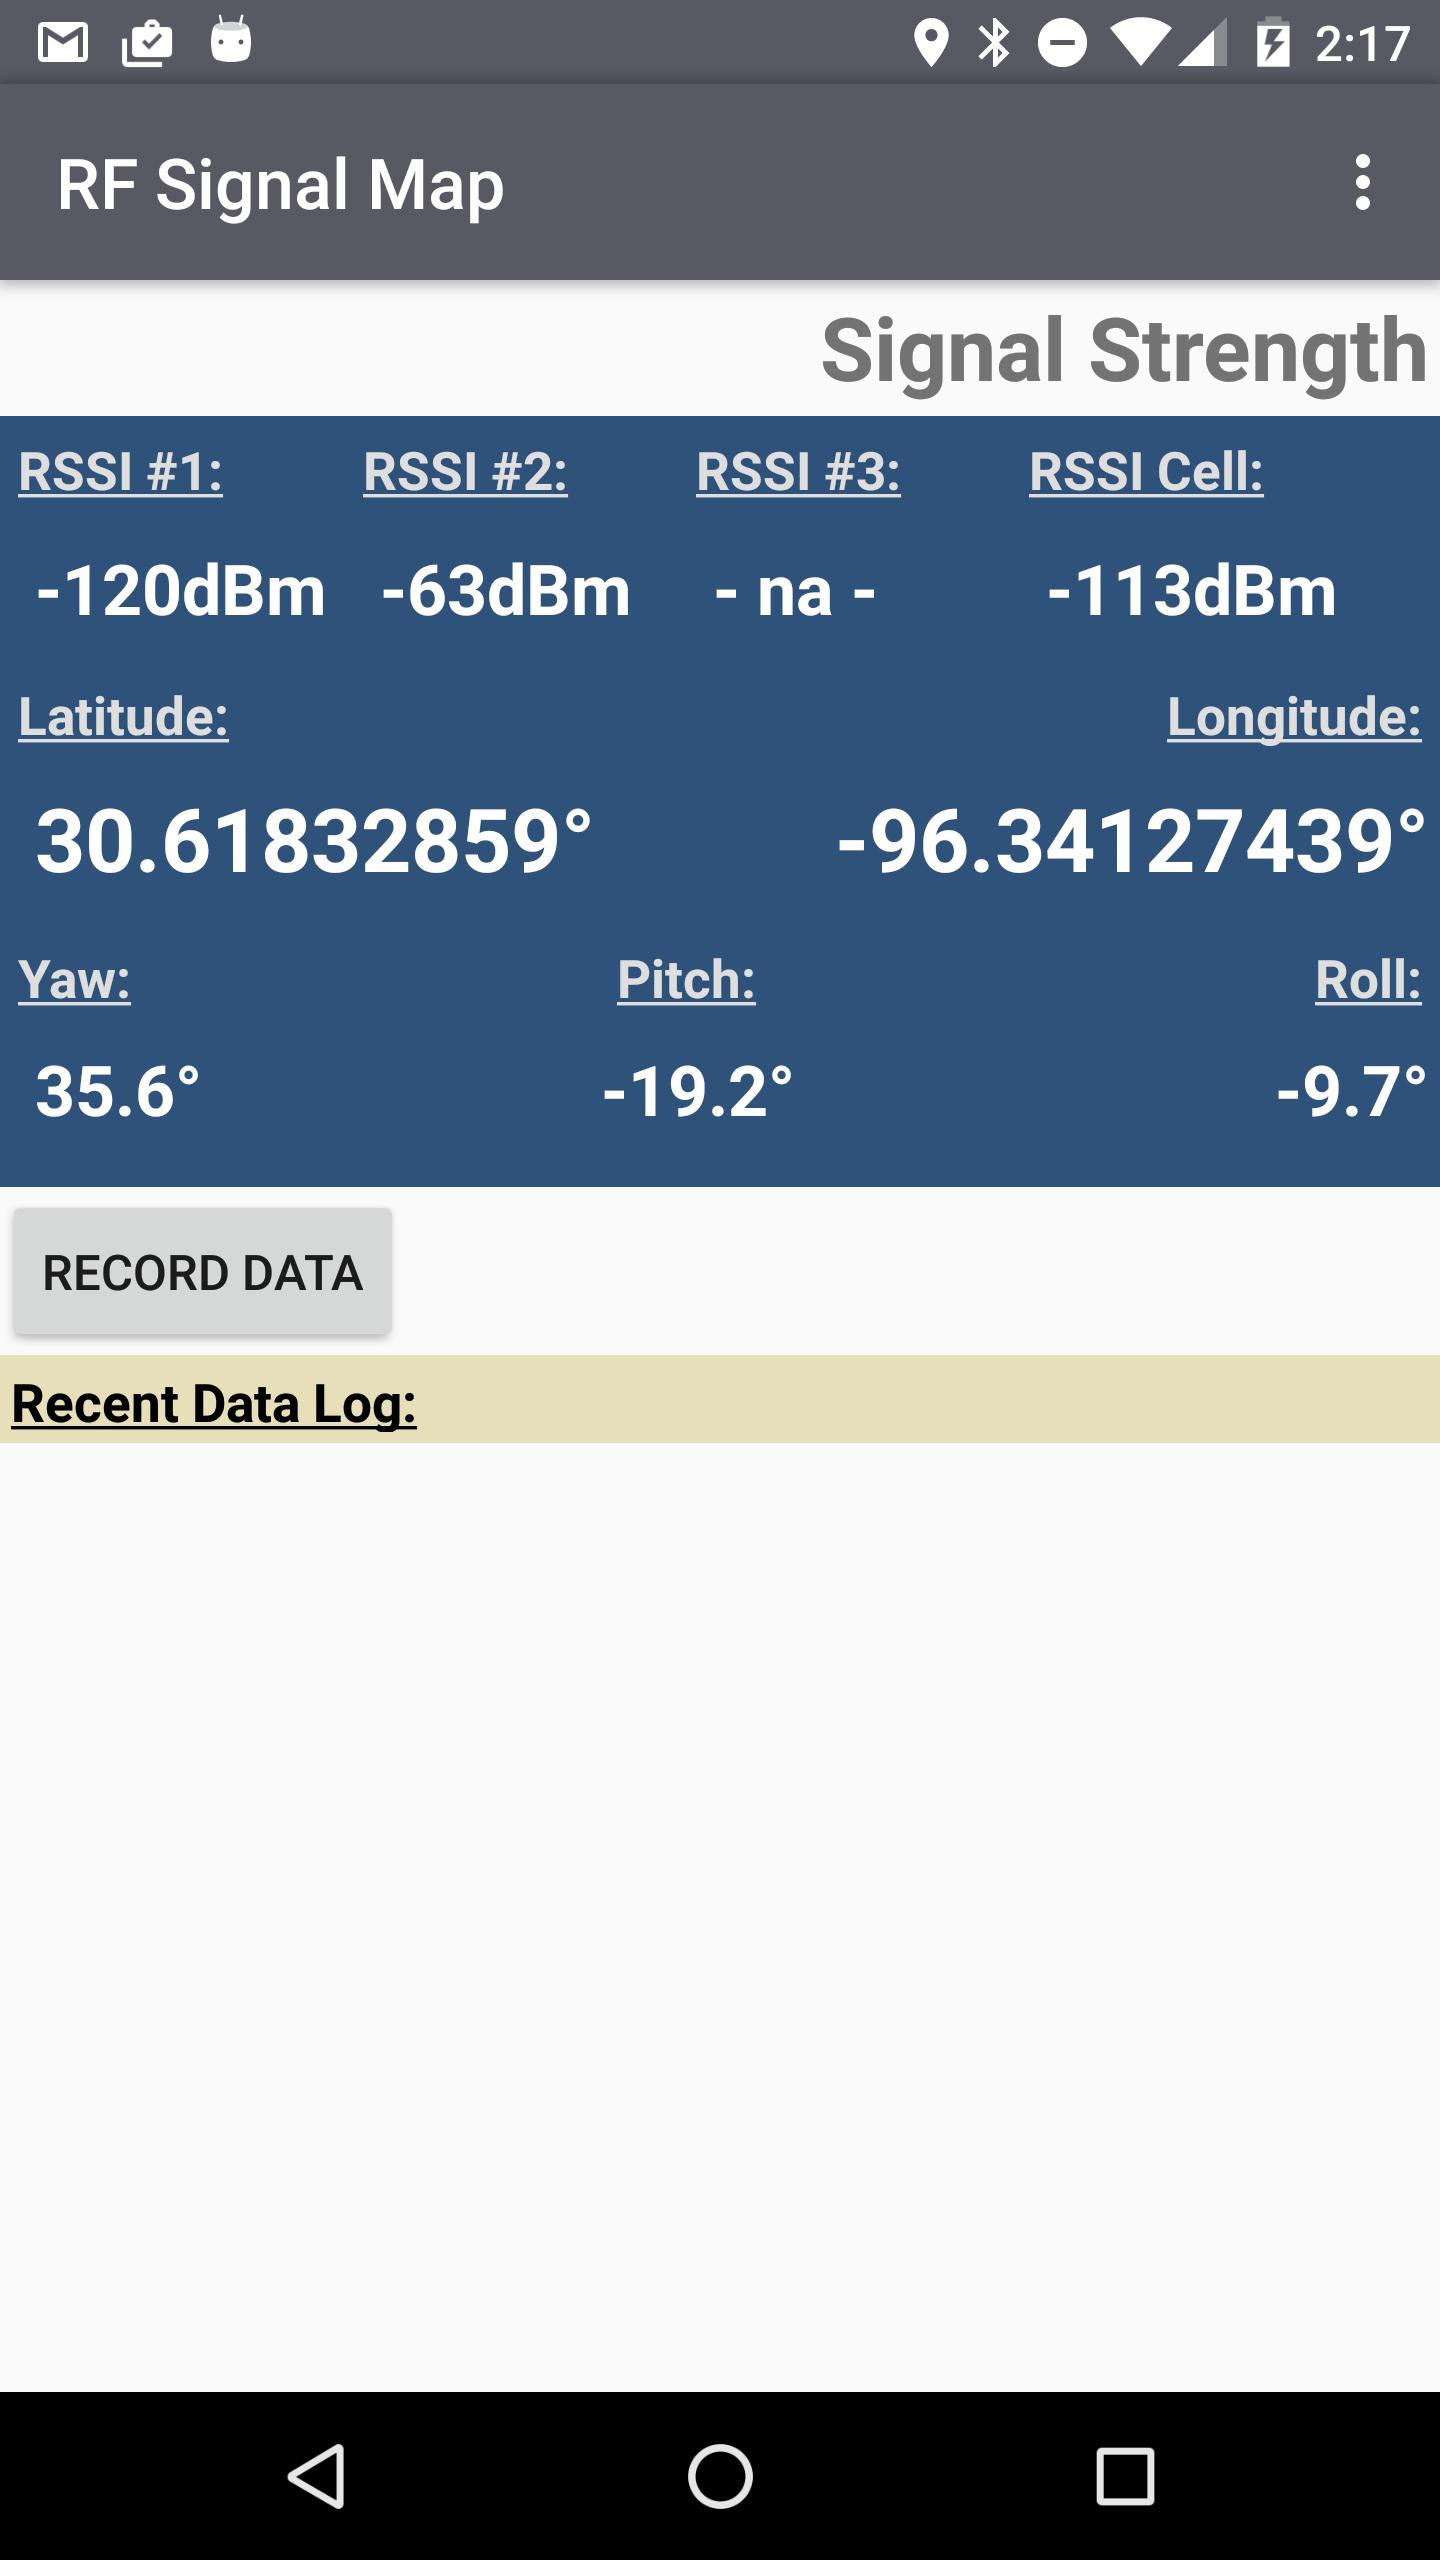 2:17
RF Signal Map
Signal Strength
RSSI #1: RSSI #2: RSSI #3: RSSI Cell:
-120dBm -63dBm - na - -113dBm
Latitude: Longitude:
30.61832859° -96.34127439°
Yaw: Pitch: Roll:
35.6° -19.2° -9.7°
RECORD DATA
Recent Data Log: